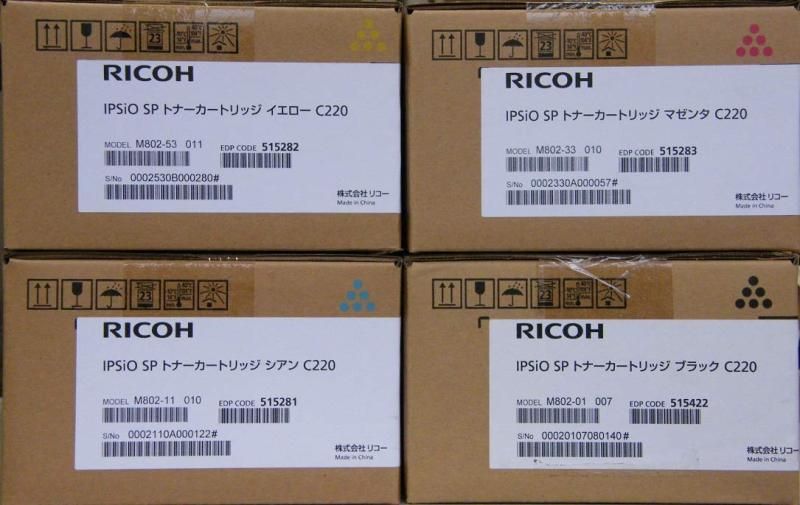 RICOH
IPSiO SP トナーカートリッジ イエロー C220
MODEL M802-53 011 EDP CODE 515282
S/No 0002530B000280#
株式会社リコー
Made in China
RICOH
IPSiO SP トナーカートリッジ マゼンタ C220
MODEL M802-33 010 EDP CODE 515283
S/No 0002330A000057#
株式会社リコー
Made in China
RICOH
IPSiO SP トナーカートリッジ シアン C220
MODEL M802-11 010 EDP CODE 515281
S/No 0002110A000122#
株式会社リコー
Made in China
RICOH
IPSiO SP トナーカートリッジ ブラック C220
MODEL M802-01 007 EDP CODE 515422
S/No 00020107080140#
株式会社リコー
Made in China